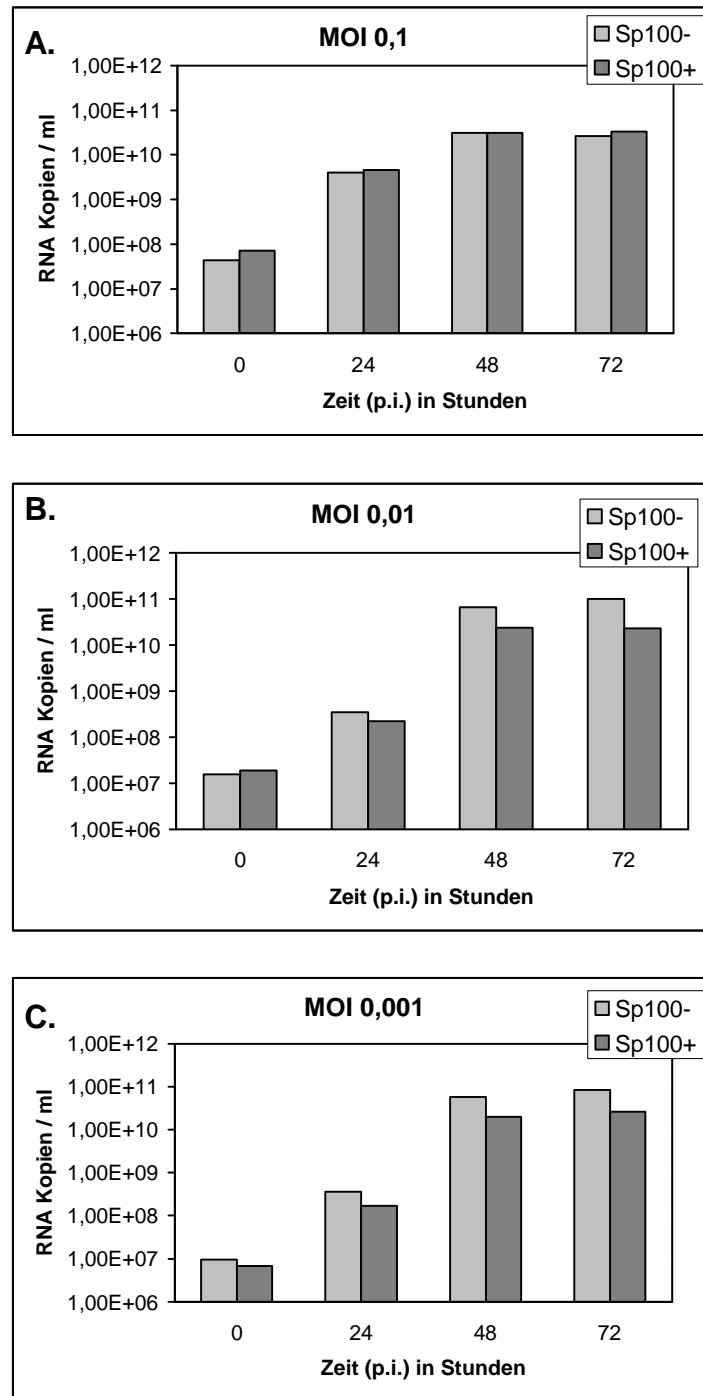 A.
MOI 0,1
Sp100-
Sp100+
1,00E+12
1,00E+11
1,00E+10
1,00E+09
1,00E+08
1,00E+07
1,00E+06
RNA Kopien / ml
0 24 48 72
Zeit (p.i.) in Stunden
B.
MOI 0,01
Sp100-
Sp100+
1,00E+12
1,00E+11
1,00E+10
1,00E+09
1,00E+08
1,00E+07
1,00E+06
RNA Kopien / ml
0 24 48 72
Zeit (p.i.) in Stunden
C.
MOI 0,001
Sp100-
Sp100+
1,00E+12
1,00E+11
1,00E+10
1,00E+09
1,00E+08
1,00E+07
1,00E+06
RNA Kopien / ml
0 24 48 72
Zeit (p.i.) in Stunden